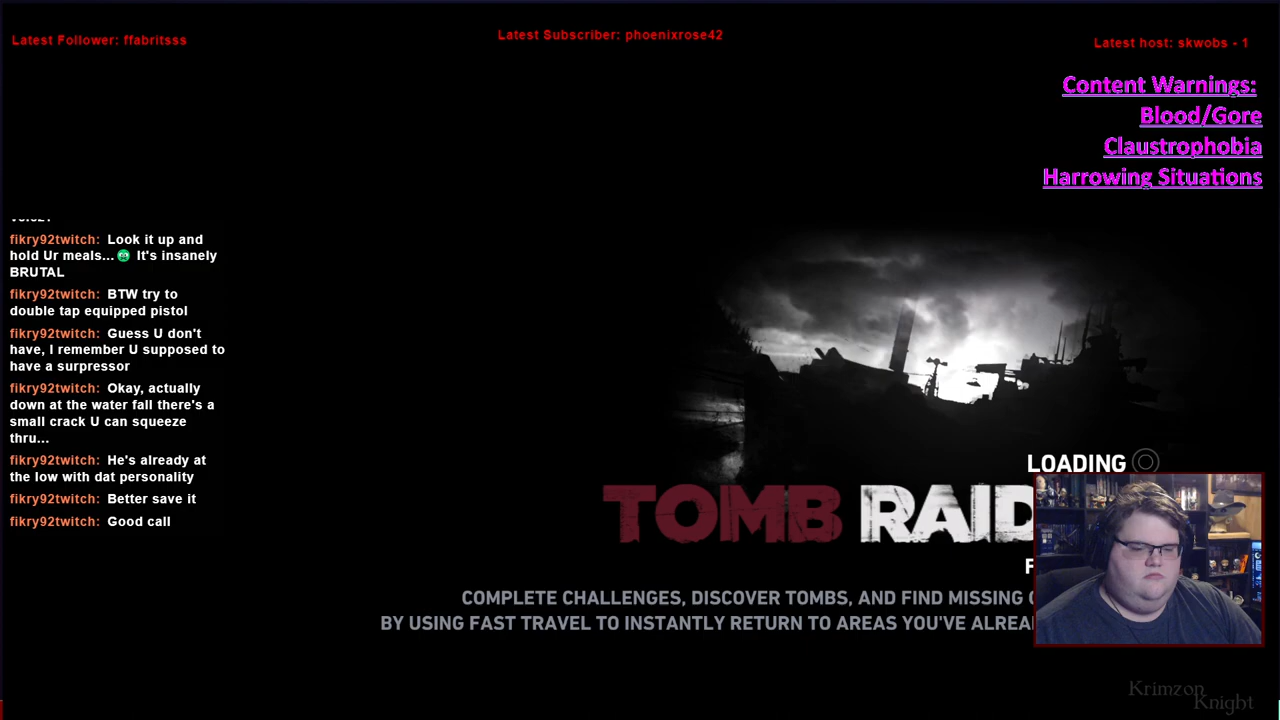 Latest Follower: ffabritsss
Latest Subscriber: phoenixrose42
Latest host: skwobs - 1
Content Warnings:
Blood/Gore
Claustrophobia
Harrowing Situations
fikry92twitch: Look it up and
hold Ur meals... It's insanely
BRUTAL
fikry92twitch: BTW try to
double tap equipped pistol
fikry92twitch: Guess U don't
have, I remember U supposed to
have a surpressor
fikry92twitch: Okay, actually
down at the water fall there's a
small crack U can squeeze
thru...
fikry92twitch: He's already at
the low with dat personality
fikry92twitch: Better save it
fikry92twitch: Good call
LOADING
TOMB RAID
F
COMPLETE CHALLENGES, DISCOVER TOMBS, AND FIND MISSING
BY USING FAST TRAVEL TO INSTANTLY RETURN TO AREAS YOU'VE ALREA
Krimzon
Knight